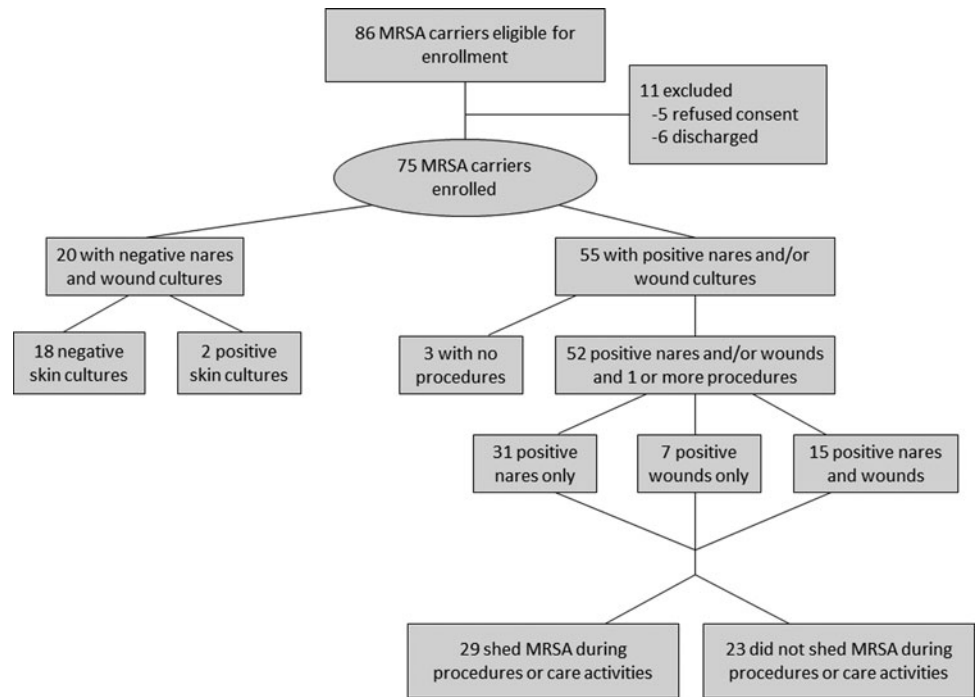 86 MRSA carriers eligible for
enrollment
11 excluded
-5 refused consent
-6 discharged
75 MRSA carriers
enrolled
20 with negative nares
and wound cultures
55 with positive nares and/or
wound cultures
18 negative
skin cultures
2 positive
skin cultures
3 with no
procedures
52 positive nares and/or wounds
and 1 or more procedures
31 positive
nares only
7 positive
wounds only
15 positive nares
and wounds
29 shed MRSA during
procedures or care activities
23 did not shed MRSA during
procedures or care activities